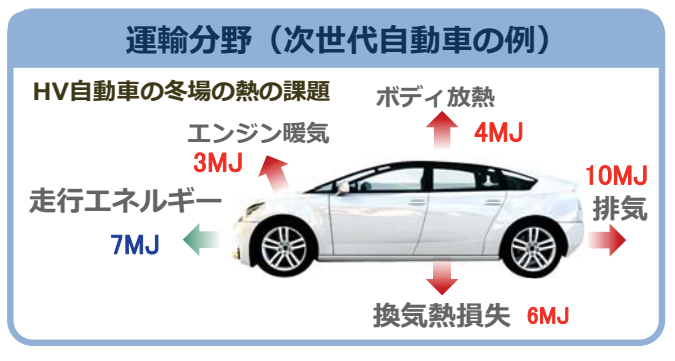 運輸分野（次世代自動車の例）
HV自動車の冬場の熱の課題
ボディ放熱
4MJ
エンジン暖気
3MJ
走行エネルギー
7MJ
10MJ
排気
換気熱損失 6MJ